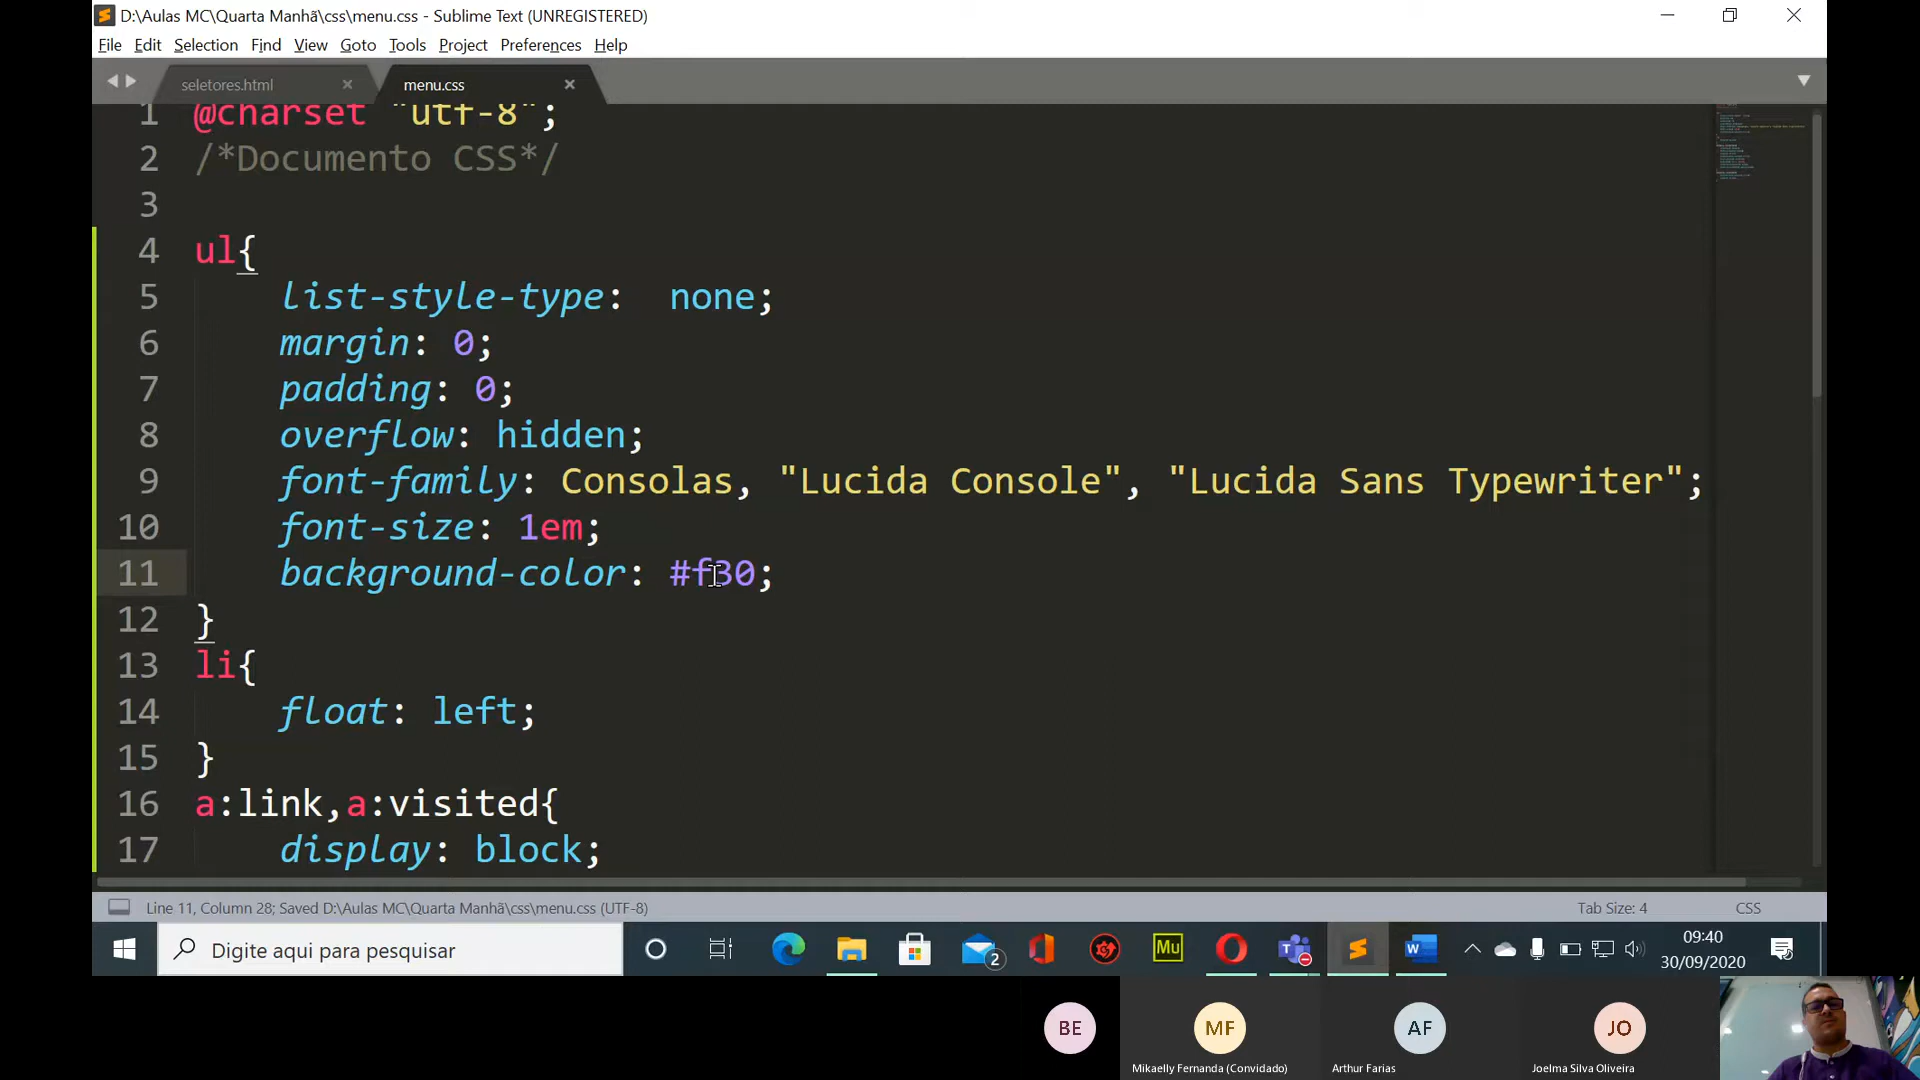 D:\Aulas MC\Quarta Manhã\css\menu.css - Sublime Text (UNREGISTERED)
File Edit Selection Find View Goto Tools Project Preferences Help
seletores.html menu.css
1 @charset "utf-8";
2 /*Documento CSS*/
3
4 ul{
5 list-style-type:  none;
6 margin: 0;
7 padding: 0;
8 overflow: hidden;
9 font-family: Consolas, "Lucida Console", "Lucida Sans Typewriter";
10 font-size: 1em;
11 background-color: #f30;
12 }
13 li{
14 float: left;
15 }
16 a:link,a:visited{
17 display: block;
Line 11, Column 28; Saved D:\Aulas MC\Quarta Manhã\css\menu.css (UTF-8) Tab Size: 4 CSS
Digite aqui para pesquisar 2 Mu W 09:40
30/09/2020
BE MF AF JO
Mikaelly Fernanda (Convidado) Arthur Farias Joelma Silva Oliveira